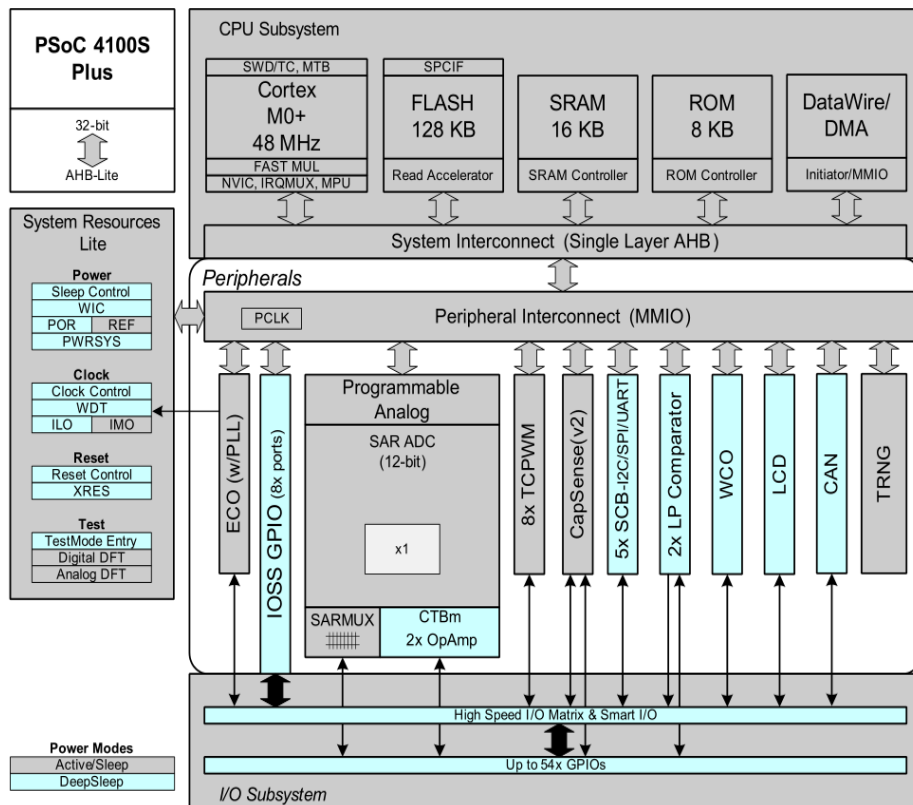 PSoC 4100S
Plus
32-bit
AHB-Lite
CPU Subsystem
SWD/TC, MTB
Cortex
M0+
48 MHz
FAST MUL
NVIC, IRQMUX, MPU
SPCIF
FLASH
128 KB
Read Accelerator
SRAM
16 KB
SRAM Controller
ROM
8 KB
ROM Controller
DataWire/
DMA
Initiator/MMIO
System Interconnect (Single Layer AHB)
System Resources
Lite
Power
Sleep Control
WIC
POR
REF
PWRSYS
Clock
Clock Control
WDT
ILO
IMO
Reset
Reset Control
XRES
Test
TestMode Entry
Digital DFT
Analog DFT
Peripherals
PCLK
Peripheral Interconnect (MMIO)
ECO (w/PLL)
IOSS GPIO (8x ports)
Programmable
Analog
SAR ADC
(12-bit)
x1
SARMUX
CTBm
2x OpAmp
8x TCPWM
CapSense(v2)
5x SCB-I2C/SPI/UART
2x LP Comparator
WCO
LCD
CAN
TRNG
High Speed I/O Matrix & Smart I/O
Up to 54x GPIOs
I/O Subsystem
Power Modes
Active/Sleep
DeepSleep